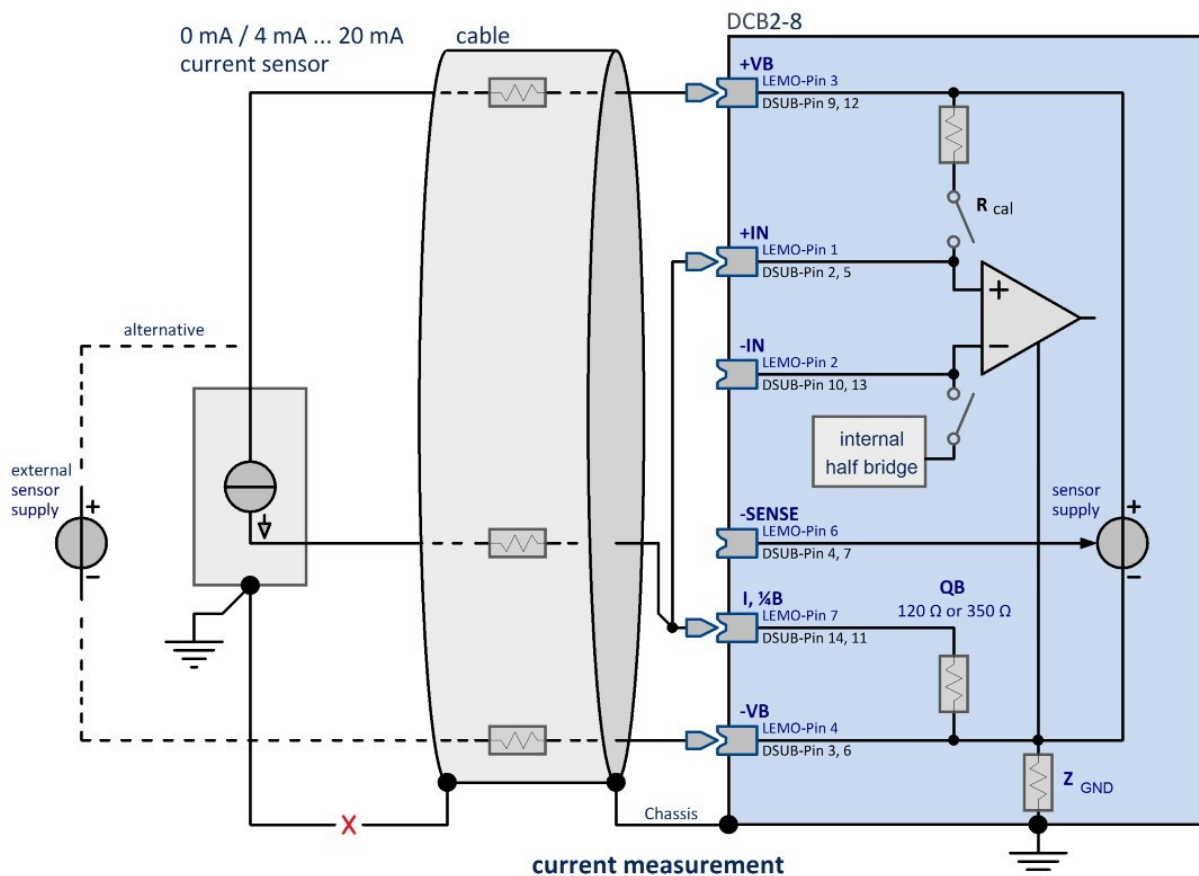 DCB2-8
0 mA / 4 mA ... 20 mA
current sensor
cable
+VB
LEMO-Pin 3
DSUB-Pin 9, 12
R cal
+IN
LEMO-Pin 1
DSUB-Pin 2, 5
+
alternative
-IN
−
LEMO-Pin 2
DSUB-Pin 10, 13
internal
half bridge
external
sensor
supply
+
−
-SENSE
LEMO-Pin 6
DSUB-Pin 4, 7
sensor
supply
+
−
I, ¼B
LEMO-Pin 7
DSUB-Pin 14, 11
QB
120 Ω or 350 Ω
-VB
LEMO-Pin 4
DSUB-Pin 3, 6
Z GND
X
Chassis
current measurement